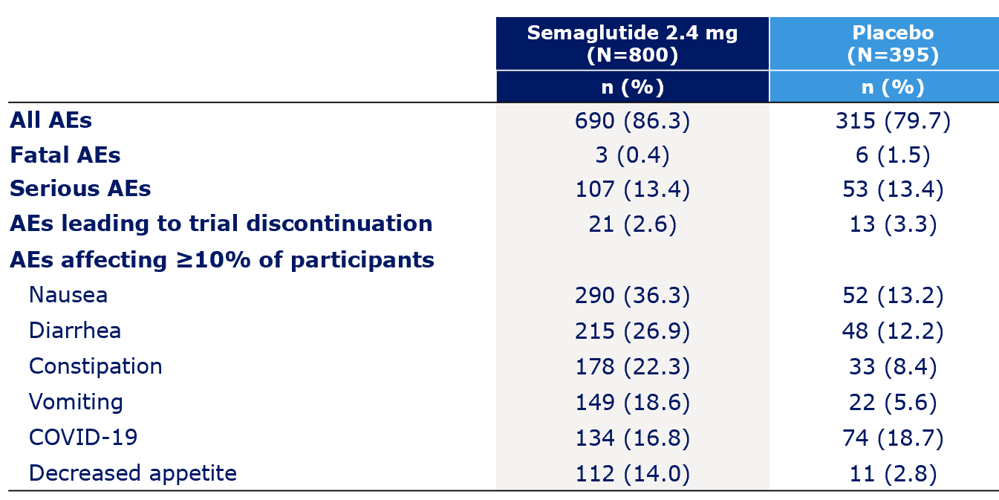 Semaglutide 2.4 mg Placebo
(N=800) (N=395)
n (%) n (%)
All AEs 690 (86.3) 315 (79.7)
Fatal AEs 3 (0.4) 6 (1.5)
Serious AEs 107 (13.4) 53 (13.4)
AEs leading to trial discontinuation 21 (2.6) 13 (3.3)
AEs affecting ≥10% of participants
Nausea 290 (36.3) 52 (13.2)
Diarrhea 215 (26.9) 48 (12.2)
Constipation 178 (22.3) 33 (8.4)
Vomiting 149 (18.6) 22 (5.6)
COVID-19 134 (16.8) 74 (18.7)
Decreased appetite 112 (14.0) 11 (2.8)